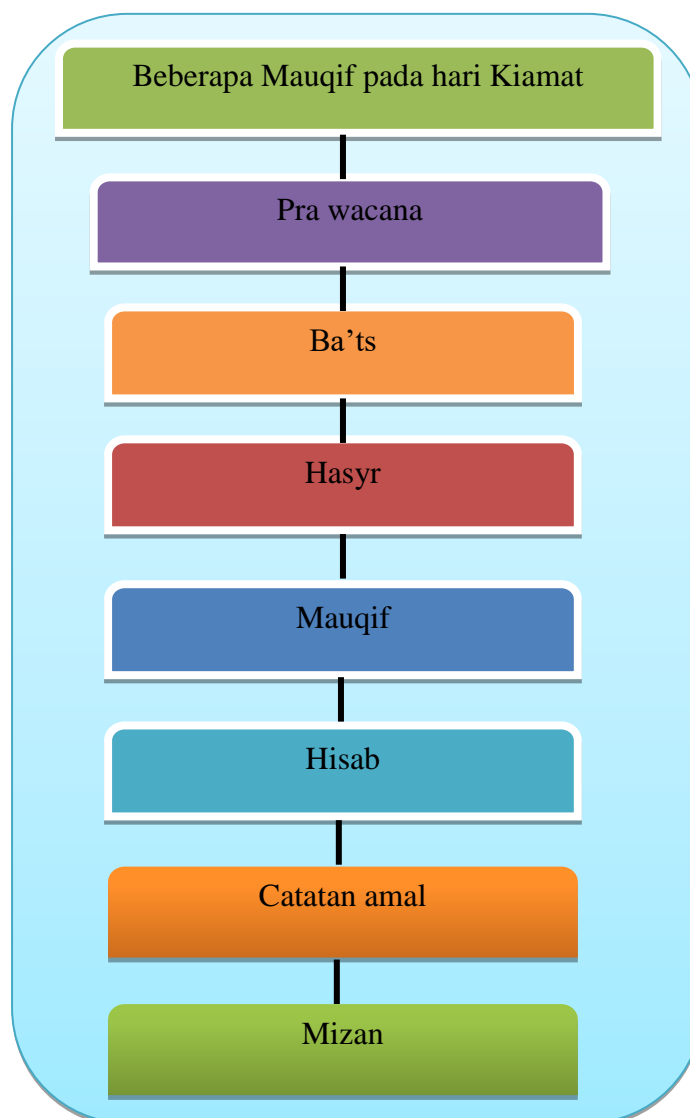 Beberapa Mauqif pada hari Kiamat
Pra wacana
Ba’ts
Hasyr
Mauqif
Hisab
Catatan amal
Mizan